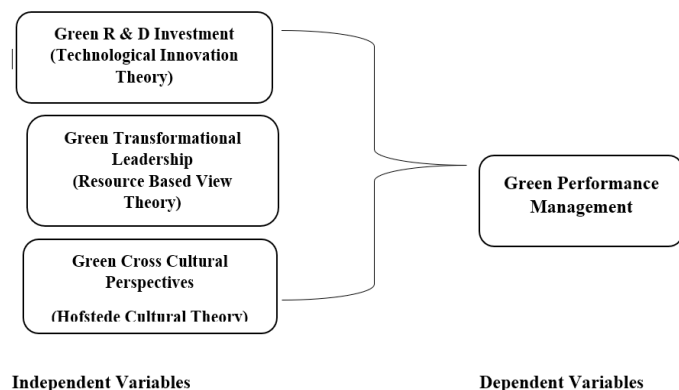 Green R & D Investment
(Technological Innovation
Theory)
Green Transformational
Leadership
(Resource Based View
Theory)
Green Performance
Management
Green Cross Cultural
Perspectives
(Hofstede Cultural Theory)
Independent Variables
Dependent Variables